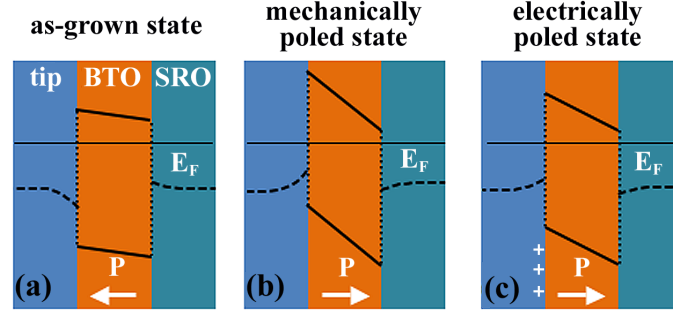 as-grown state
mechanically
poled state
electrically
poled state
tip BTO SRO
E_F
E_F
E_F
P
P
P
(a)
(b)
(c)
+
+
+